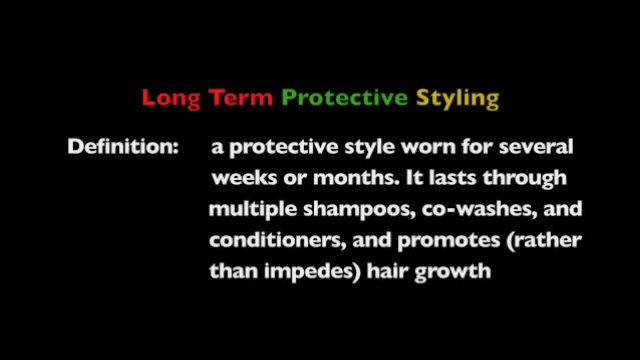 Long Term Protective Styling
Definition: a protective style worn for several
weeks or months. It lasts through
multiple shampoos, co-washes, and
conditioners, and promotes (rather
than impedes) hair growth